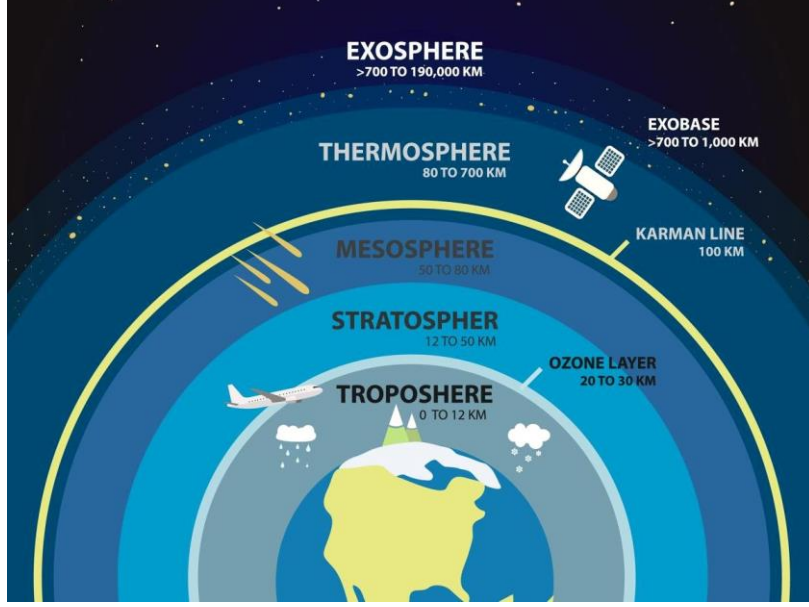 EXOSPHERE
>700 TO 190,000 KM
EXOBASE
>700 TO 1,000 KM
THERMOSPHERE
80 TO 700 KM
KARMAN LINE
100 KM
MESOSPHERE
50 TO 80 KM
STRATOSPHER
12 TO 50 KM
OZONE LAYER
20 TO 30 KM
TROPOSHERE
0 TO 12 KM